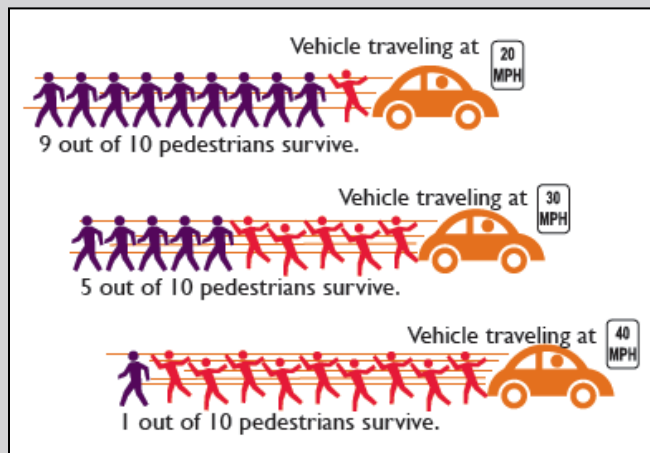 Vehicle traveling at
20
MPH
9 out of 10 pedestrians survive.
Vehicle traveling at
30
MPH
5 out of 10 pedestrians survive.
Vehicle traveling at
40
MPH
1 out of 10 pedestrians survive.